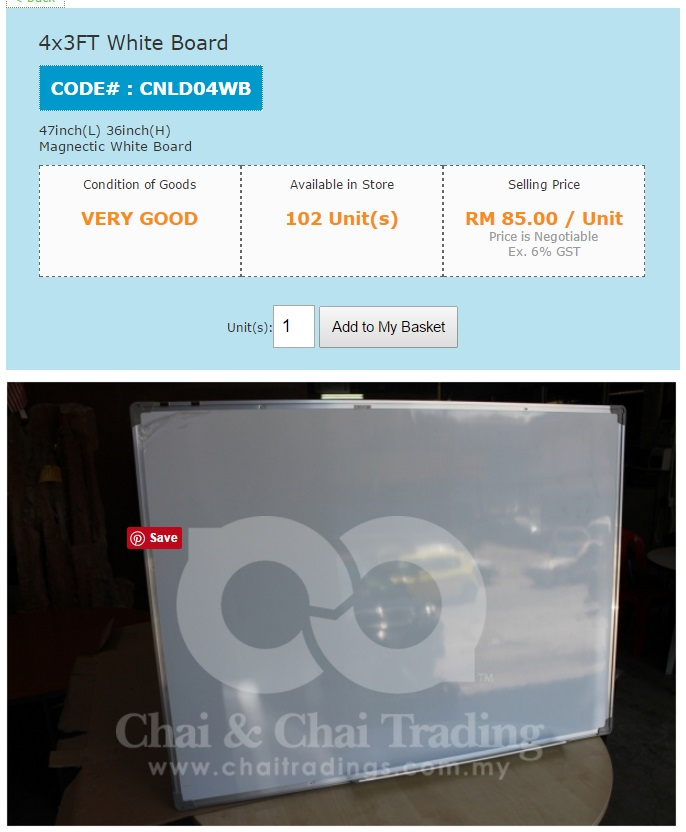 < Back
4x3FT White Board
CODE# : CNLD04WB
47inch(L) 36inch(H)
Magnectic White Board
Condition of Goods
VERY GOOD
Available in Store
102 Unit(s)
Selling Price
RM 85.00 / Unit
Price is Negotiable
Ex. 6% GST
Unit(s): 1 Add to My Basket
Save
TM
Chai & Chai Trading
www.chaitradings.com.my